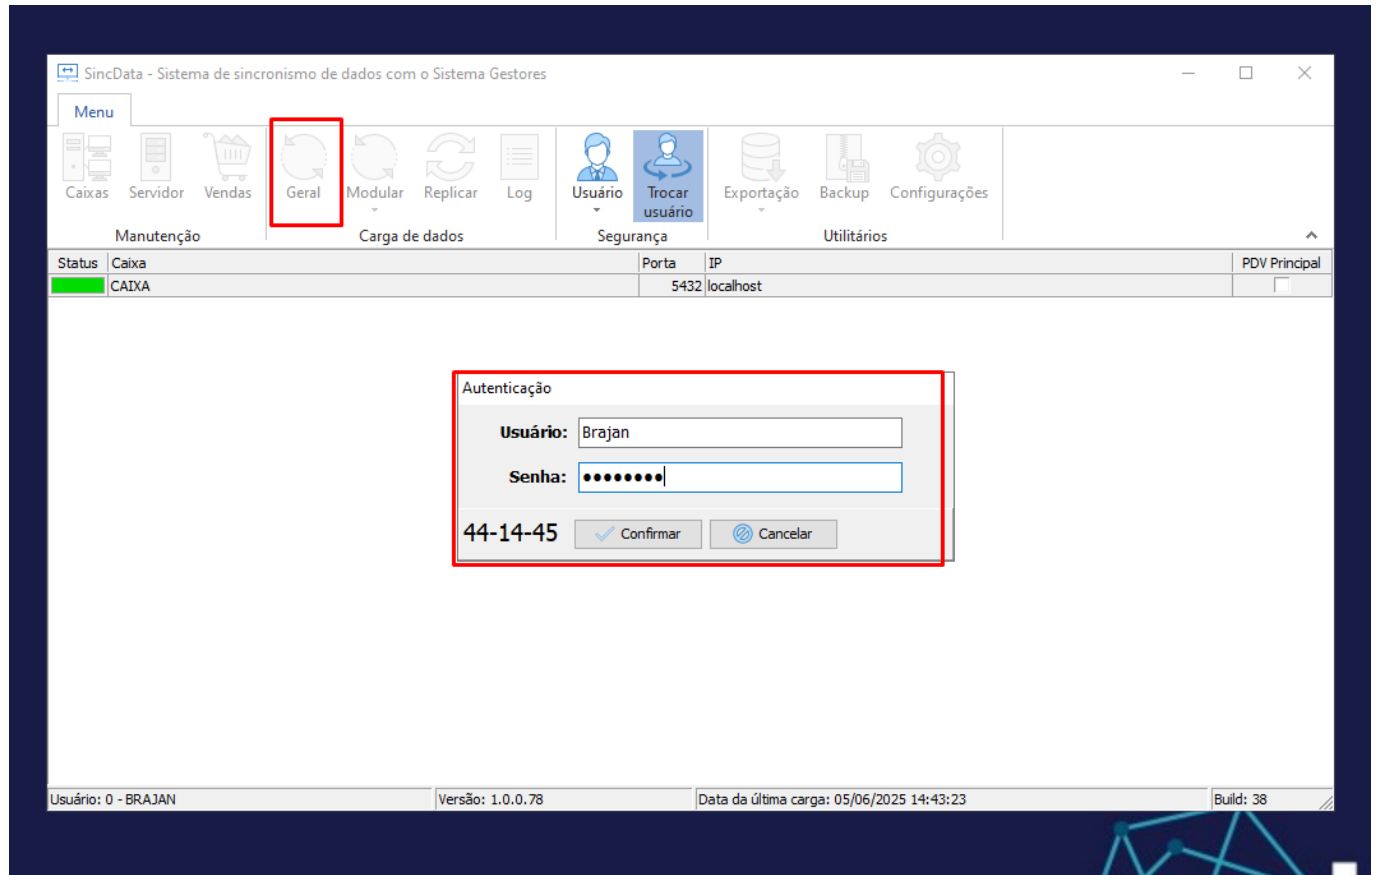 SincData - Sistema de sincronismo de dados com o Sistema Gestores
Menu
Caixas Servidor Vendas Geral Modular Replicar Log Usuário Trocar usuário Exportação Backup Configurações
Manutenção Carga de dados Segurança Utilitários
Status Caixa Porta IP PDV Principal
CAIXA 5432 localhost
Autenticação
Usuário: Brajan
Senha: ••••••••
44-14-45 Confirmar Cancelar
Usuário: 0 - BRAJAN Versão: 1.0.0.78 Data da última carga: 05/06/2025 14:43:23 Build: 38